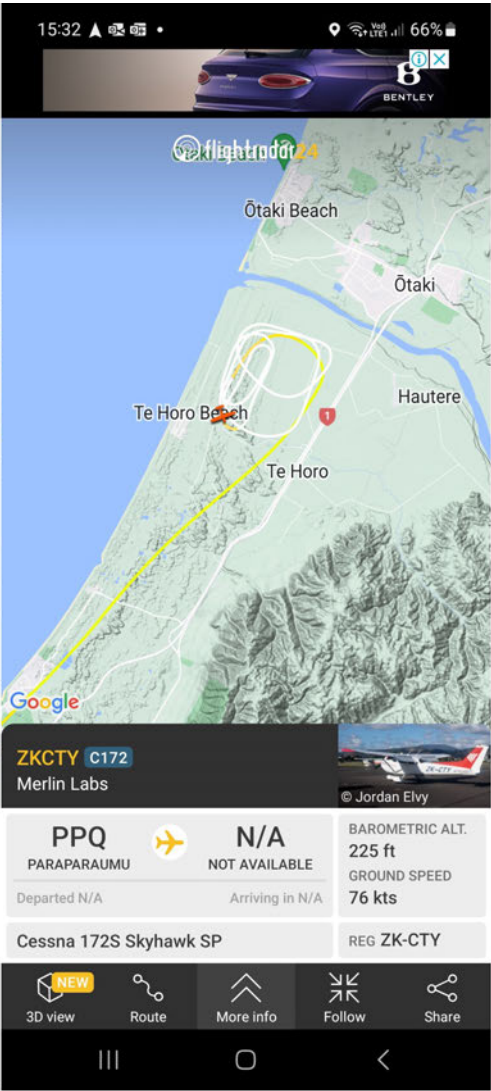 15:32
VoI) LTE1 66%
BENTLEY
flightradar24
Ōtaki Beach
Ōtaki
Hautere
Te Horo Beach
1
Te Horo
Google
ZKCTY C172
Merlin Labs
ZK-CTY
© Jordan Elvy
PPQ
PARAPARAUMU
N/A
NOT AVAILABLE
Departed N/A
Arriving in N/A
BAROMETRIC ALT.
225 ft
GROUND SPEED
76 kts
Cessna 172S Skyhawk SP
REG ZK-CTY
NEW
3D view
Route
More info
Follow
Share